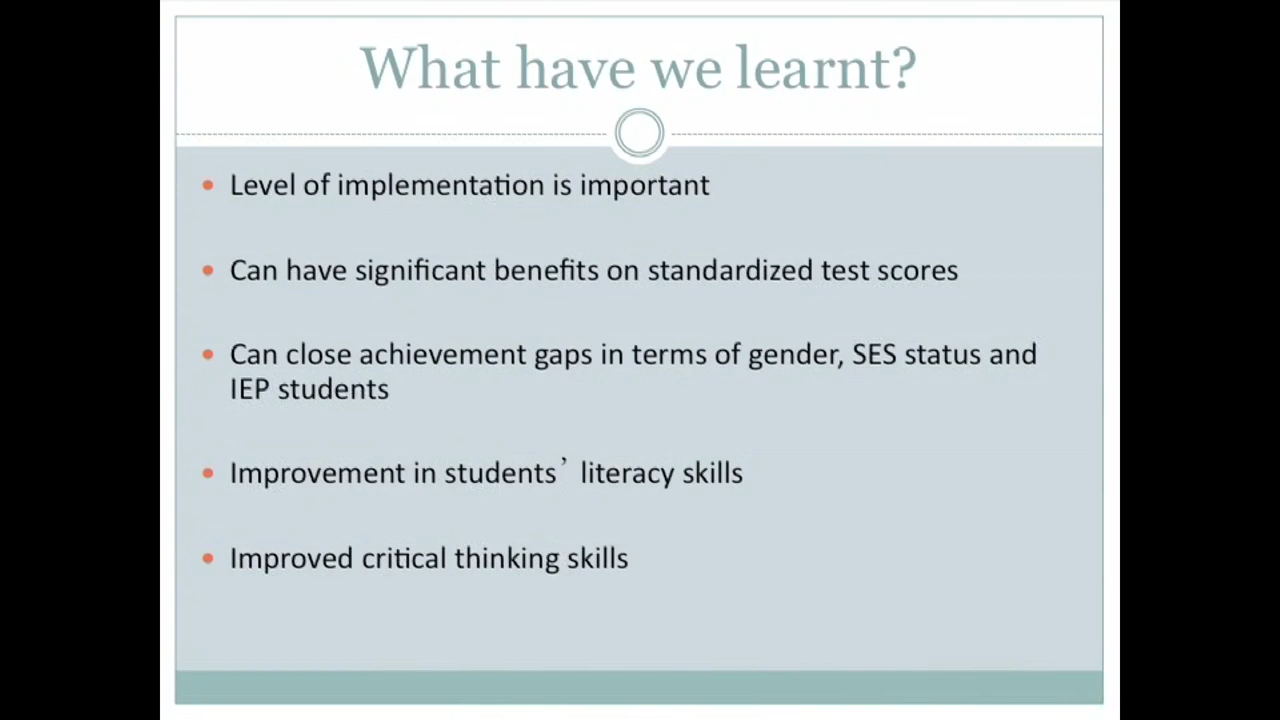 What have we learnt?
• Level of implementation is important
• Can have significant benefits on standardized test scores
• Can close achievement gaps in terms of gender, SES status and
IEP students
• Improvement in students’ literacy skills
• Improved critical thinking skills